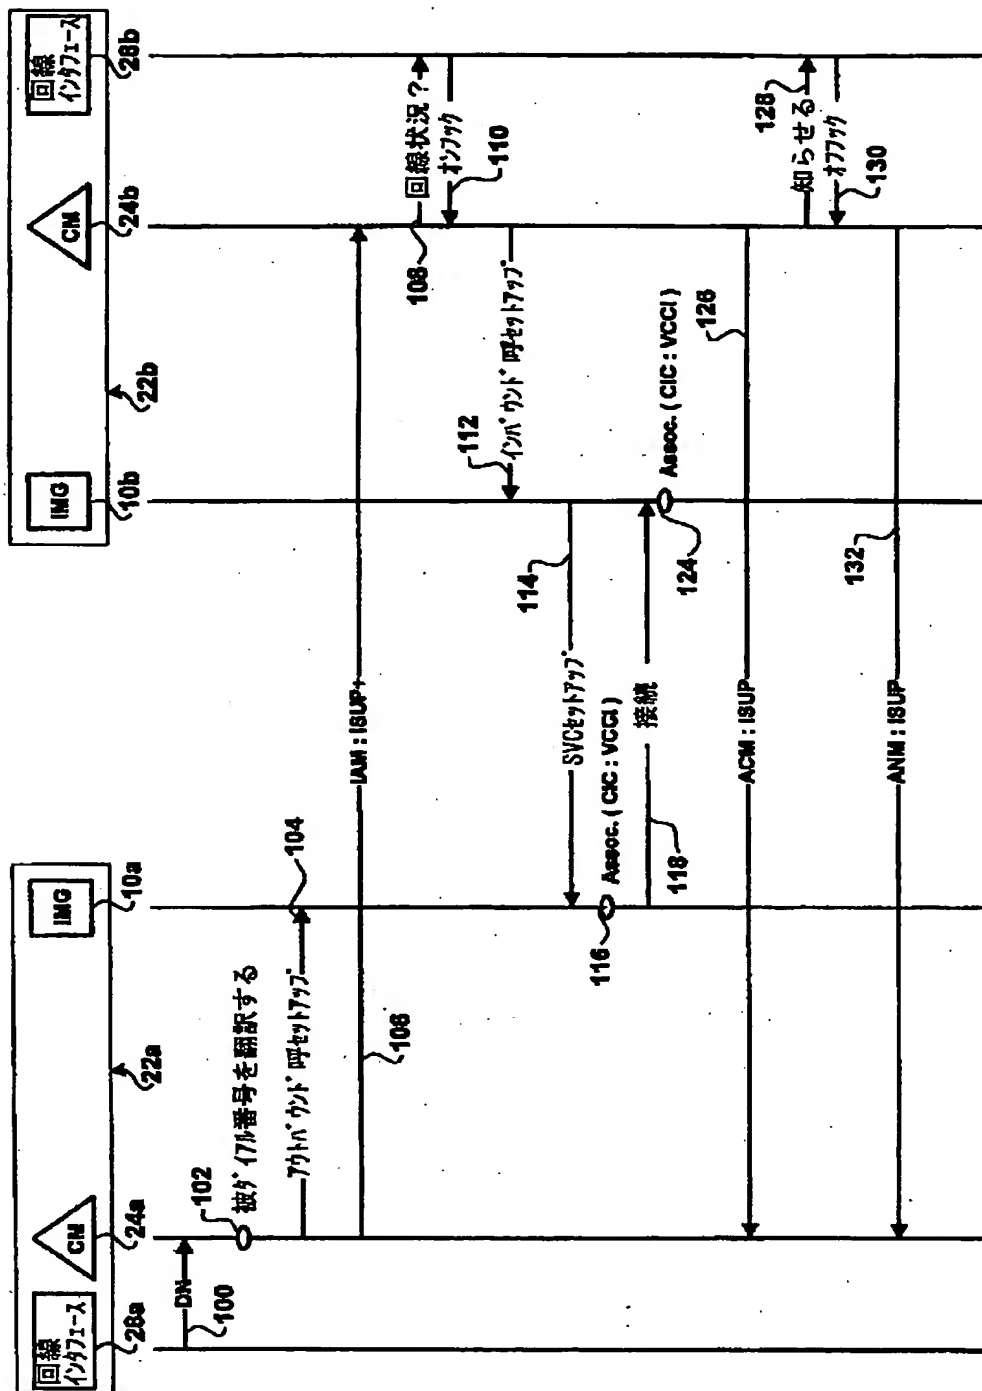 回線
インタフェース
28a
CM
24a
22a
IMG
10a
IMG
10b
22b
CM
24b
回線
インタフェース
28b
DN
100
102
被ダイアル番号を翻訳する
アウトバウンド呼セットアップ
104
IAM : ISUP+
106
回線状況?
108
オンフック
110
インバウンド呼セットアップ
112
SVCセットアップ
114
Assoc. ( CIC : VCCI )
116
接続
118
Assoc. ( CIC : VCCI )
124
ACM : ISUP
126
知らせる
128
オフフック
130
ANM : ISUP
132